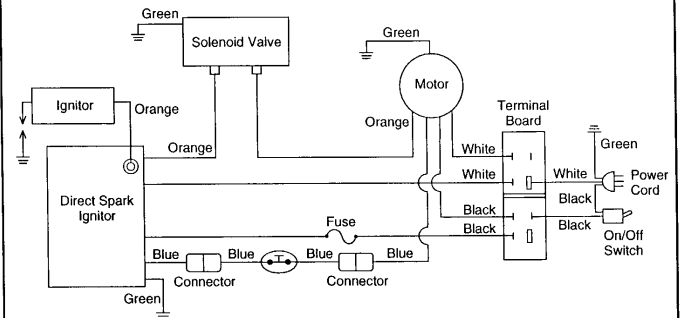 Green
Solenoid Valve
Green
Motor
Ignitor
Orange
Orange
Orange
Terminal
Board
White
Green
White
White
Power
Cord
Direct Spark
Ignitor
Black
Black
Black
On/Off
Switch
Fuse
Black
Blue
Blue
Blue
Blue
Connector
Connector
Green